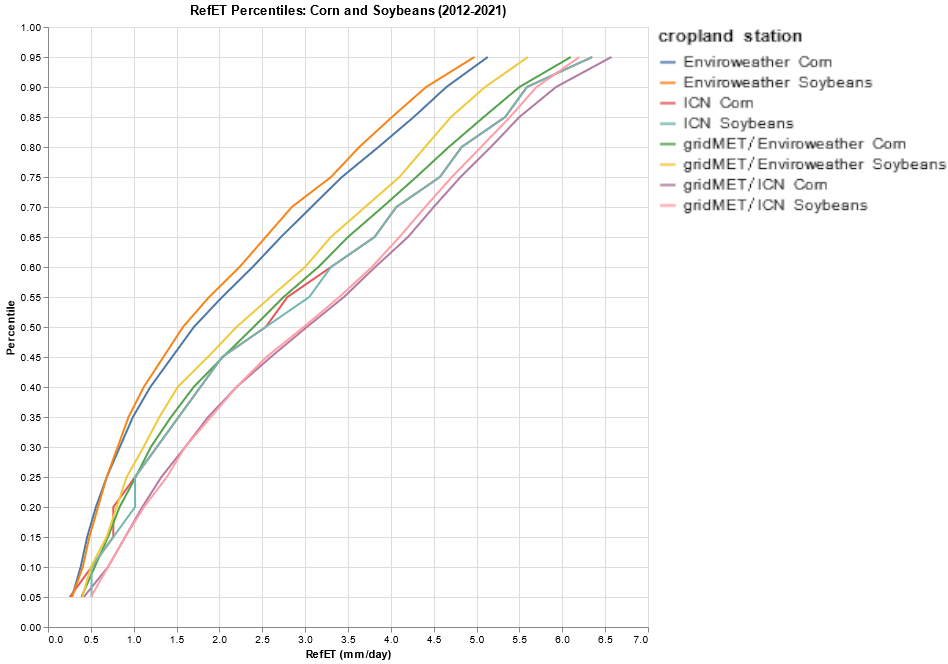 RefET Percentiles: Corn and Soybeans (2012-2021)
cropland station
Enviroweather Corn
Enviroweather Soybeans
ICN Corn
ICN Soybeans
gridMET/Enviroweather Corn
gridMET/Enviroweather Soybeans
gridMET/ICN Corn
gridMET/ICN Soybeans
Percentile
1.00
0.95
0.90
0.85
0.80
0.75
0.70
0.65
0.60
0.55
0.50
0.45
0.40
0.35
0.30
0.25
0.20
0.15
0.10
0.05
0.00
0.0 0.5 1.0 1.5 2.0 2.5 3.0 3.5 4.0 4.5 5.0 5.5 6.0 6.5 7.0
RefET (mm/day)